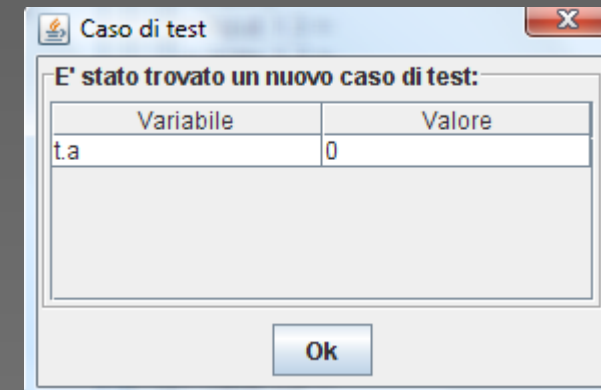 Caso di test
E' stato trovato un nuovo caso di test:
Variabile Valore
t.a 0
Ok